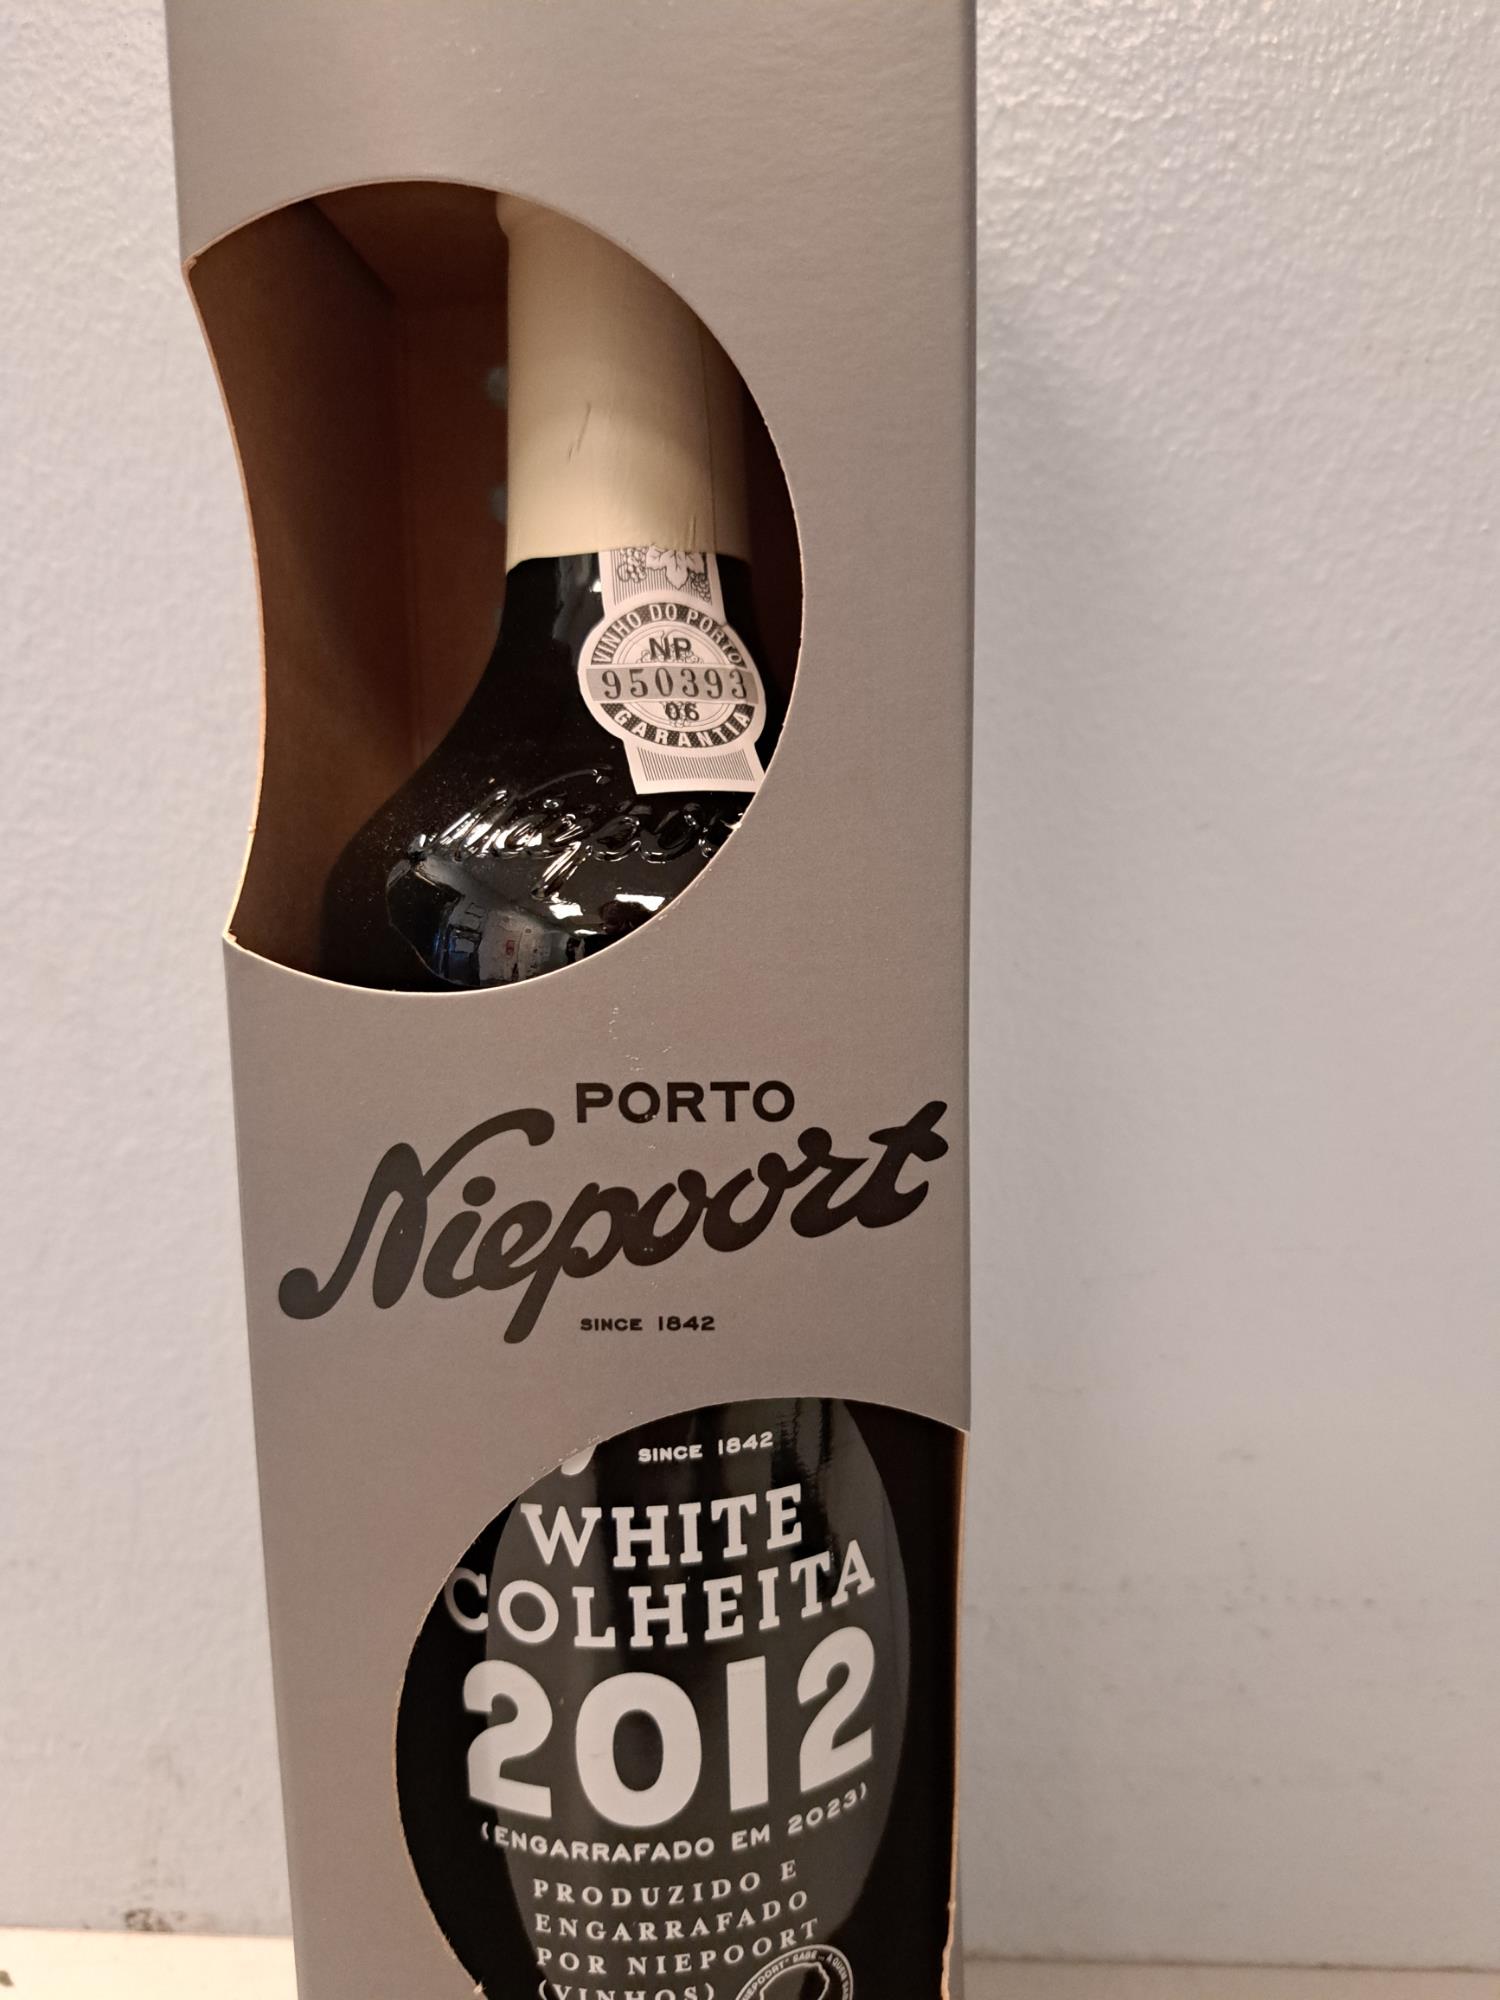 VINHO DO PORTO
NP
950393
06
GARANTIA
PORTO
Niepoort
SINCE 1842
SINCE 1842
WHITE
COLHEITA
2012
(ENGARRAFADO EM 2023)
PRODUZIDO E
ENGARRAFADO
POR NIEPOORT
(VINHOS)